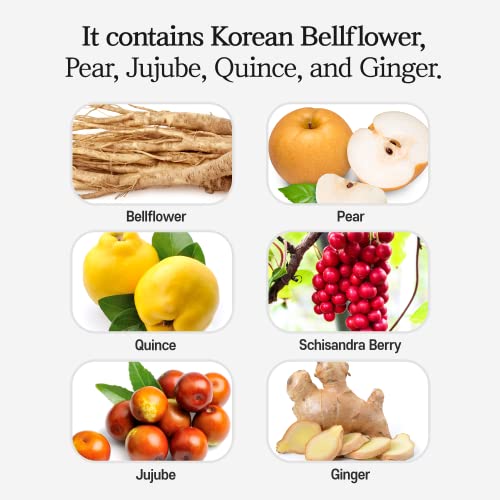 It contains Korean Bellflower,
Pear, Jujube, Quince, and Ginger.
Bellflower
Pear
Quince
Schisandra Berry
Jujube
Ginger